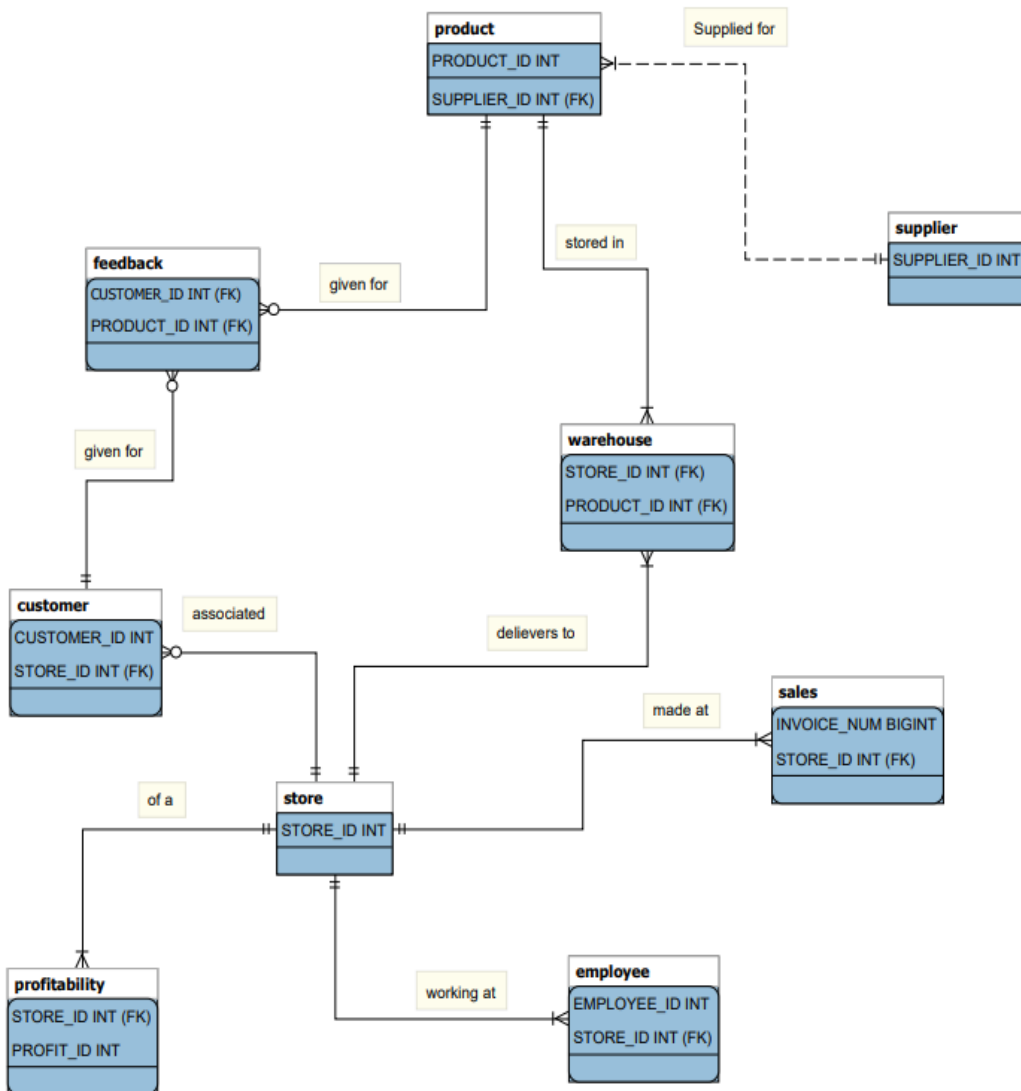 product
PRODUCT_ID INT
SUPPLIER_ID INT (FK)
Supplied for
supplier
SUPPLIER_ID INT
stored in
feedback
CUSTOMER_ID INT (FK)
PRODUCT_ID INT (FK)
given for
given for
warehouse
STORE_ID INT (FK)
PRODUCT_ID INT (FK)
customer
CUSTOMER_ID INT
STORE_ID INT (FK)
associated
delievers to
sales
INVOICE_NUM BIGINT
STORE_ID INT (FK)
made at
store
STORE_ID INT
of a
profitability
STORE_ID INT (FK)
PROFIT_ID INT
working at
employee
EMPLOYEE_ID INT
STORE_ID INT (FK)